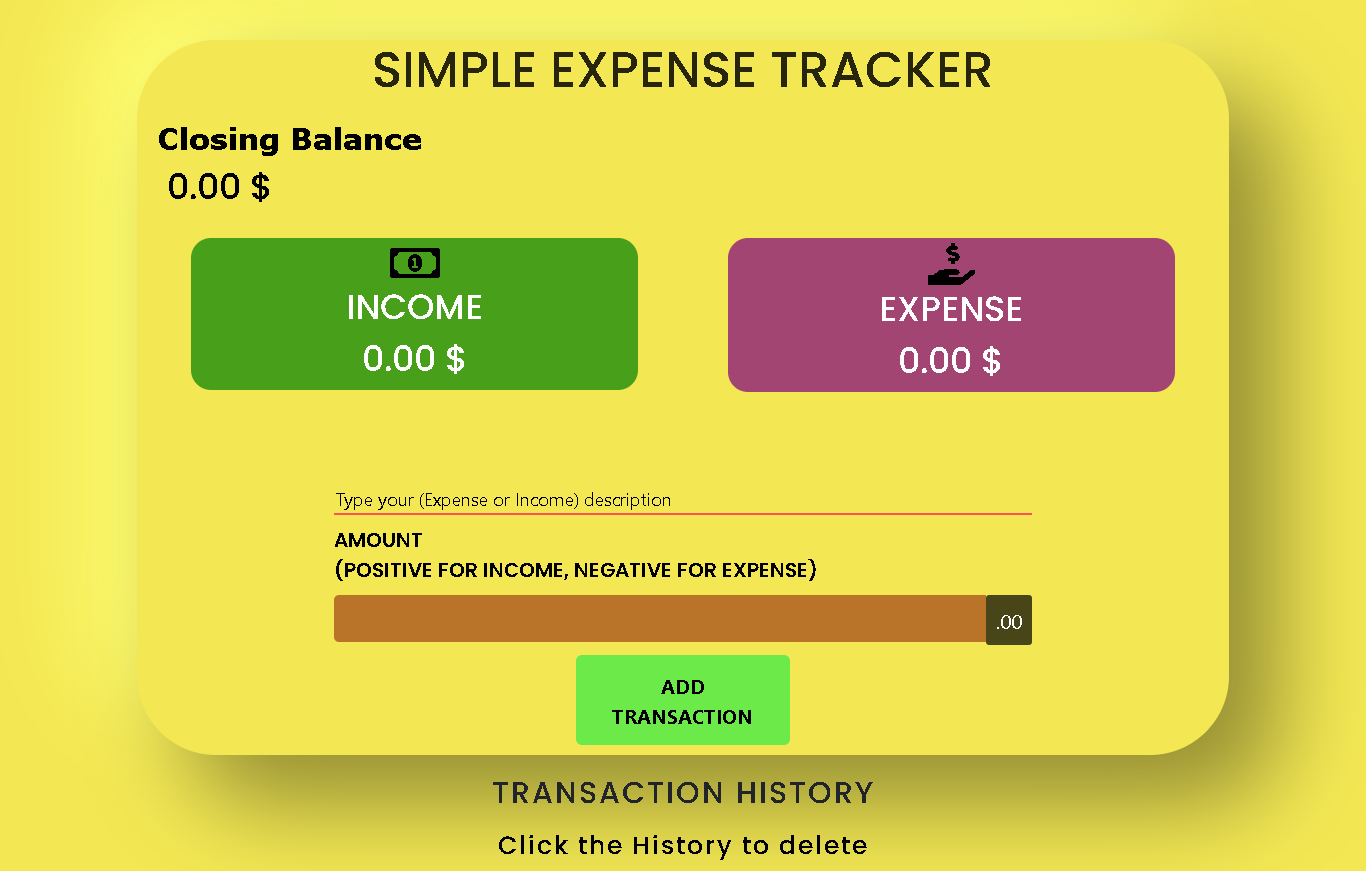 SIMPLE EXPENSE TRACKER
Closing Balance
0.00 $
1
INCOME
0.00 $
$
EXPENSE
0.00 $
Type your (Expense or Income) description
AMOUNT
(POSITIVE FOR INCOME, NEGATIVE FOR EXPENSE)
.00
ADD
TRANSACTION
TRANSACTION HISTORY
Click the History to delete